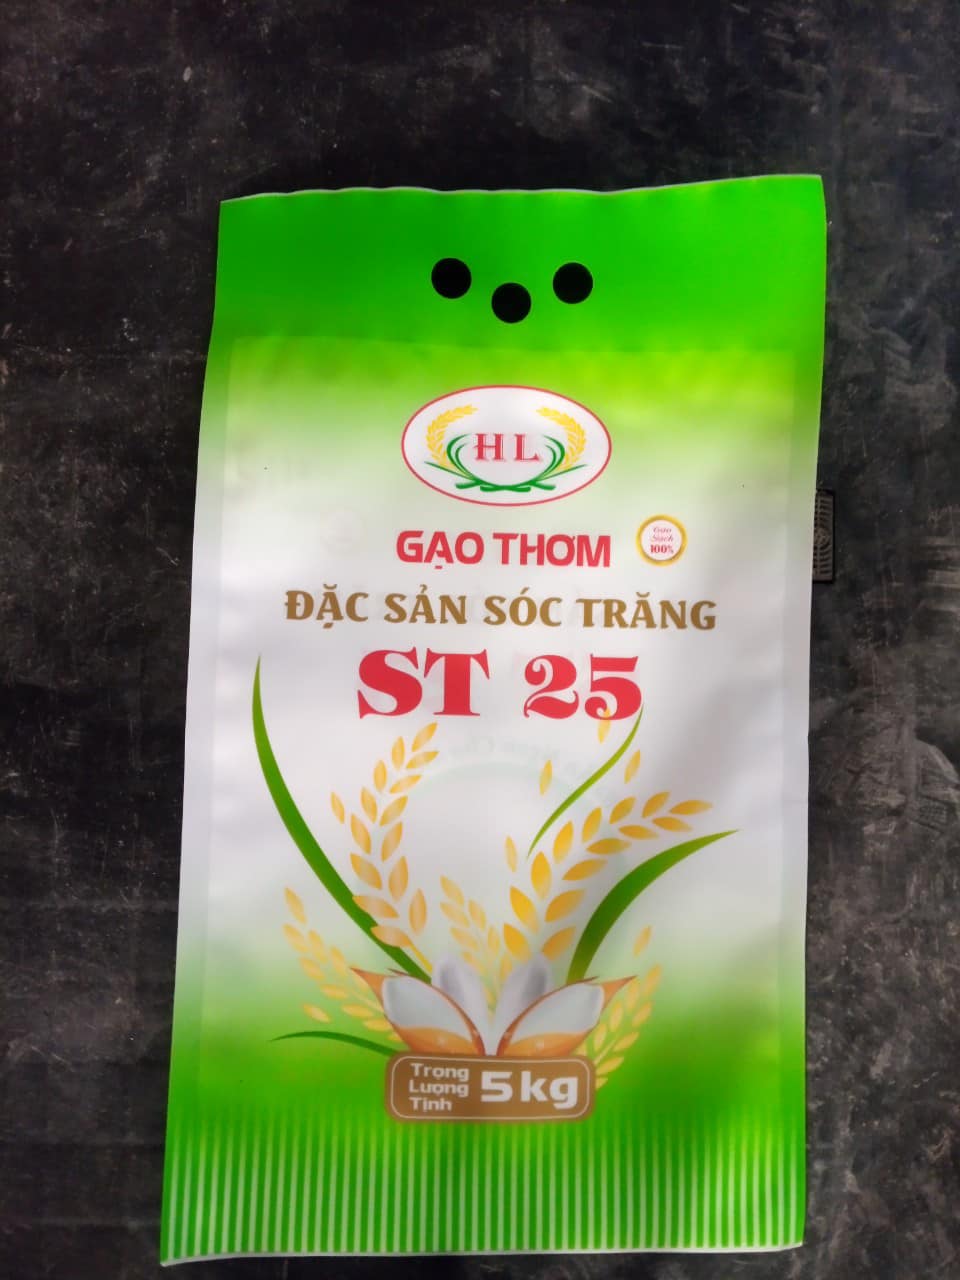 HL
GẠO THƠM
Gạo
Sạch
100%
ĐẶC SẢN SÓC TRĂNG
ST 25
Trọng
Lượng
Tịnh
5kg